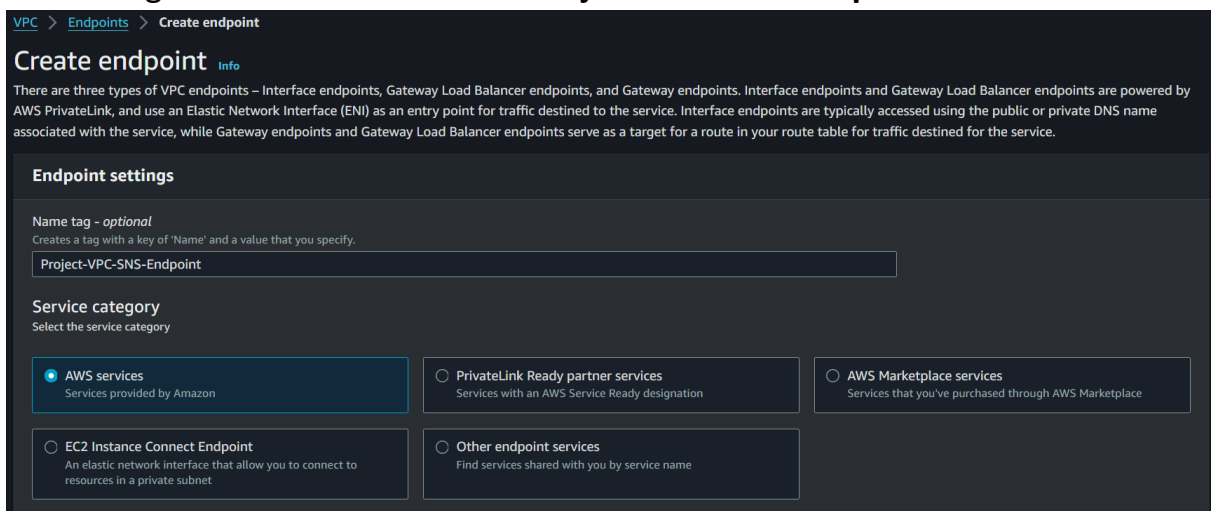 VPC > Endpoints > Create endpoint
Create endpoint Info
There are three types of VPC endpoints – Interface endpoints, Gateway Load Balancer endpoints, and Gateway endpoints. Interface endpoints and Gateway Load Balancer endpoints are powered by
AWS PrivateLink, and use an Elastic Network Interface (ENI) as an entry point for traffic destined to the service. Interface endpoints are typically accessed using the public or private DNS name
associated with the service, while Gateway endpoints and Gateway Load Balancer endpoints serve as a target for a route in your route table for traffic destined for the service.
Endpoint settings
Name tag - optional
Creates a tag with a key of 'Name' and a value that you specify.
Project-VPC-SNS-Endpoint
Service category
Select the service category
AWS services
Services provided by Amazon
PrivateLink Ready partner services
Services with an AWS Service Ready designation
AWS Marketplace services
Services that you've purchased through AWS Marketplace
EC2 Instance Connect Endpoint
An elastic network interface that allow you to connect to
resources in a private subnet
Other endpoint services
Find services shared with you by service name